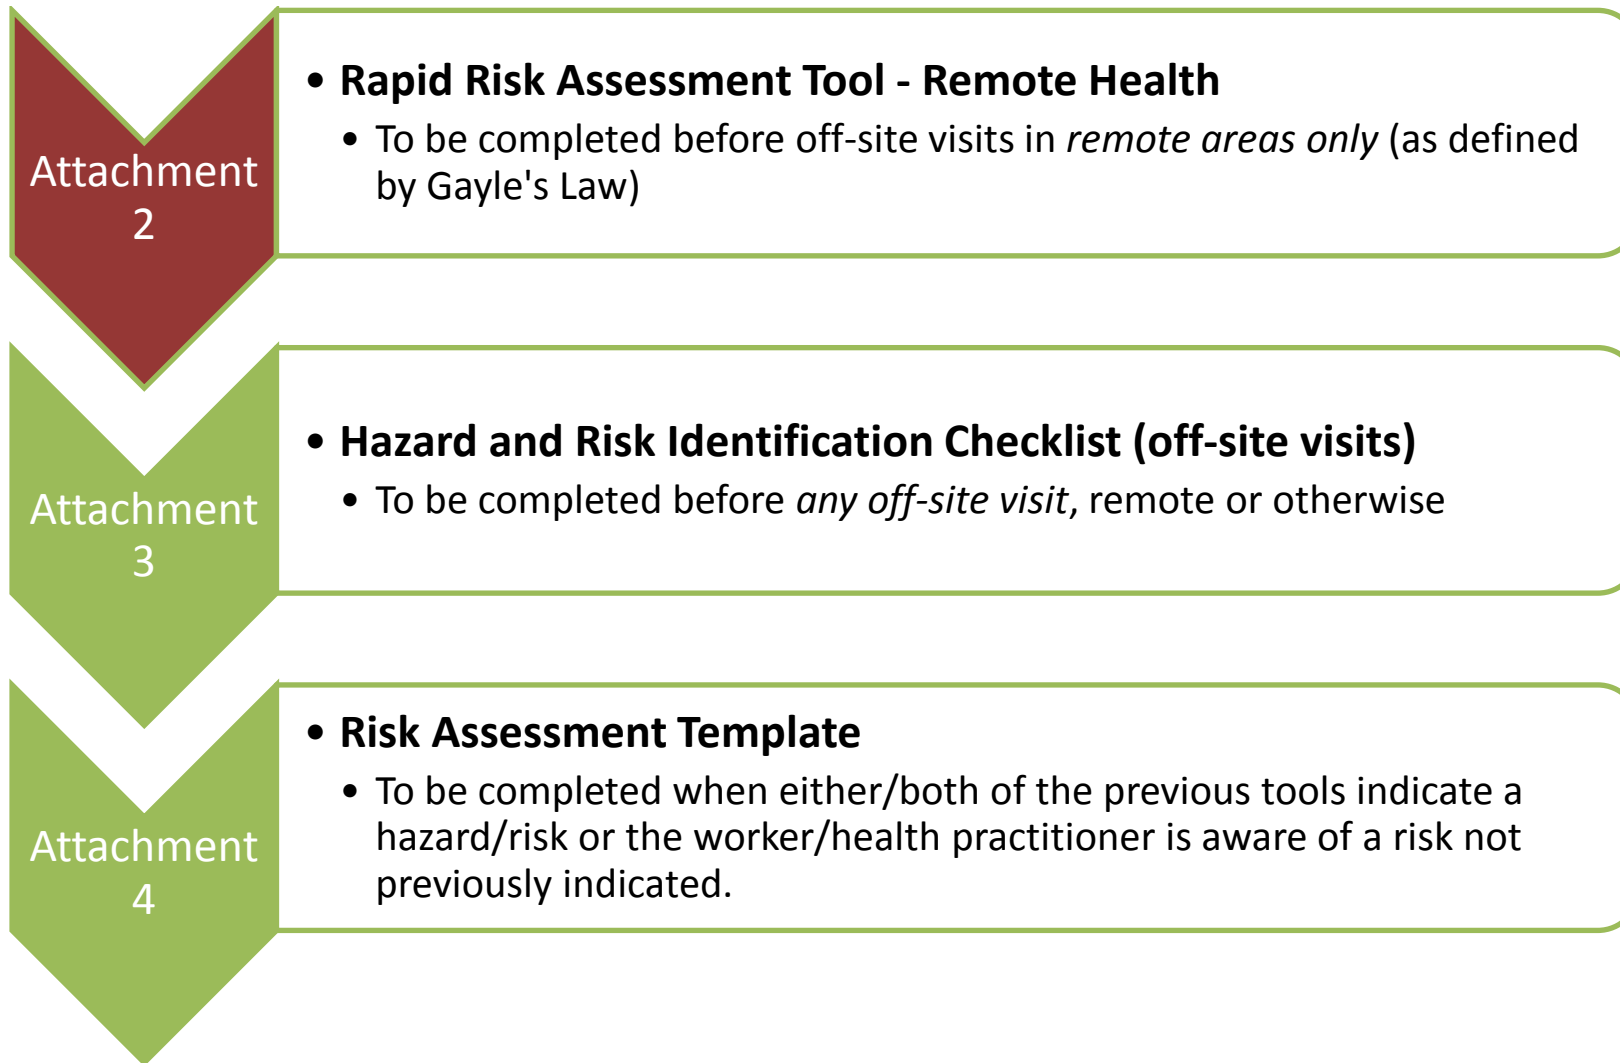 Attachment
2
• Rapid Risk Assessment Tool - Remote Health
• To be completed before off-site visits in remote areas only (as defined
by Gayle's Law)
Attachment
3
• Hazard and Risk Identification Checklist (off-site visits)
• To be completed before any off-site visit, remote or otherwise
Attachment
4
• Risk Assessment Template
• To be completed when either/both of the previous tools indicate a
hazard/risk or the worker/health practitioner is aware of a risk not
previously indicated.